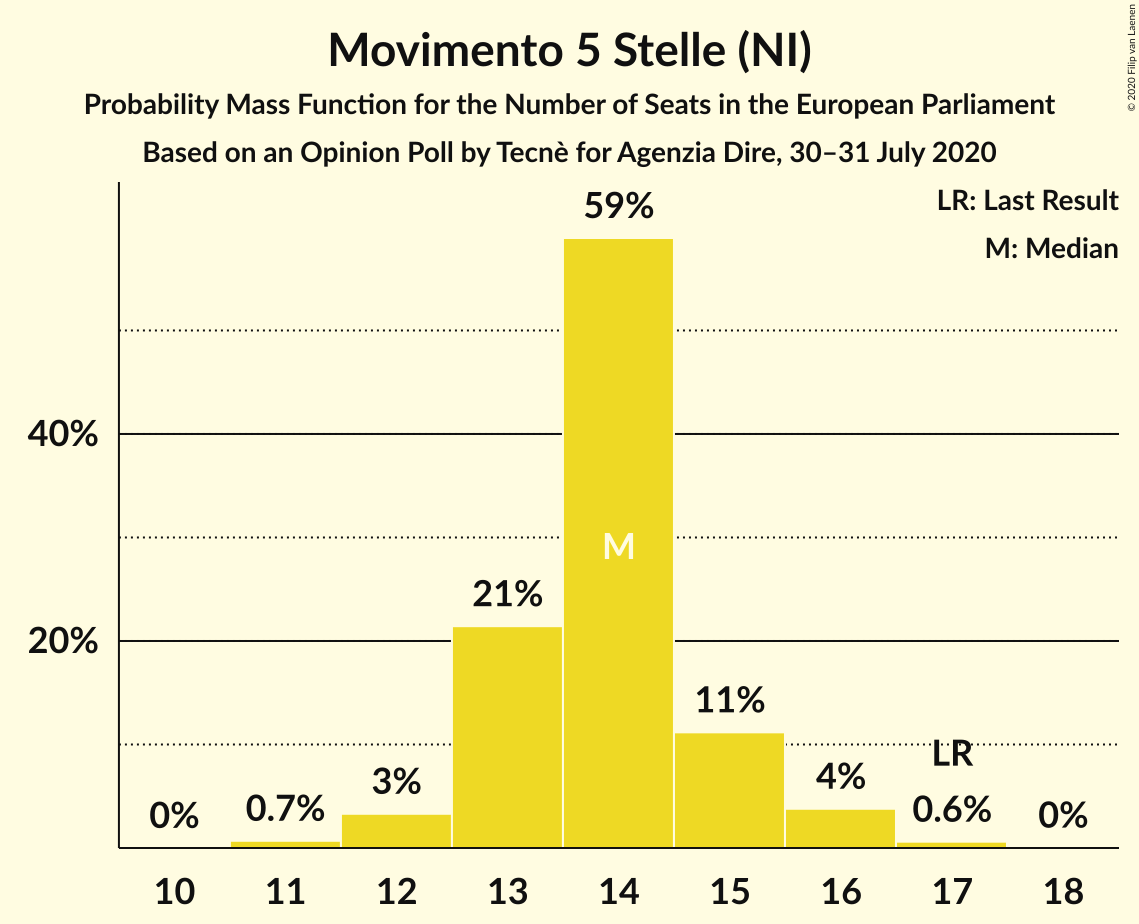 Movimento 5 Stelle (NI)
Probability Mass Function for the Number of Seats in the European Parliament
Based on an Opinion Poll by Tecnè for Agenzia Dire, 30–31 July 2020
© 2020 Filip van Laenen
LR: Last Result
M: Median
59%
40%
M
21%
20%
11%
LR
3%
4%
0%
0.7%
0.6%
0%
10 11 12 13 14 15 16 17 18